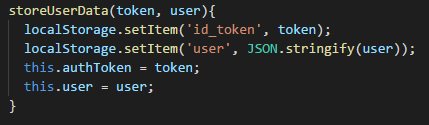 storeUserData(token, user){
  localStorage.setItem('id_token', token);
  localStorage.setItem('user', JSON.stringify(user));
  this.authToken = token;
  this.user = user;
}